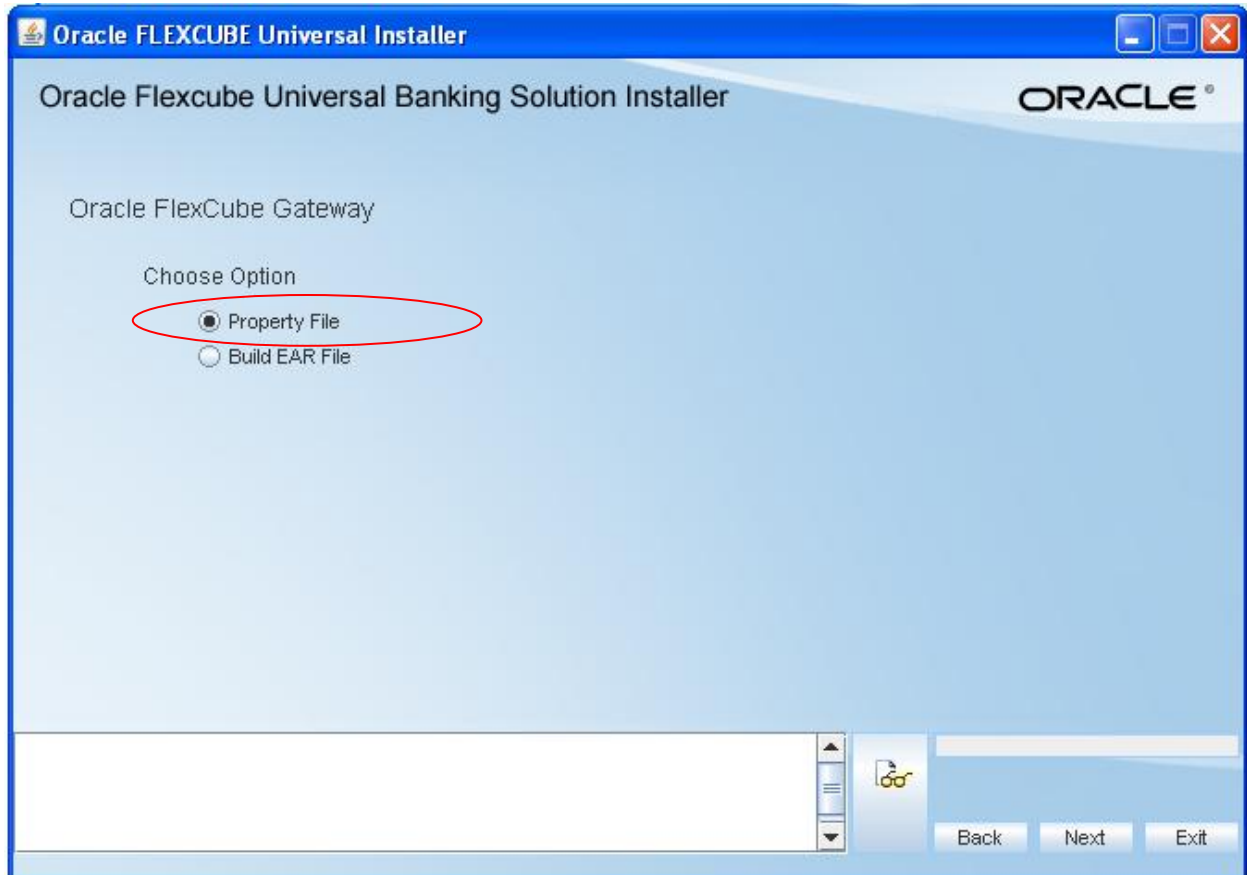 Oracle FLEXCUBE Universal Installer
Oracle Flexcube Universal Banking Solution Installer
ORACLE®
Oracle FlexCube Gateway
Choose Option
Property File
Build EAR File
Back Next Exit